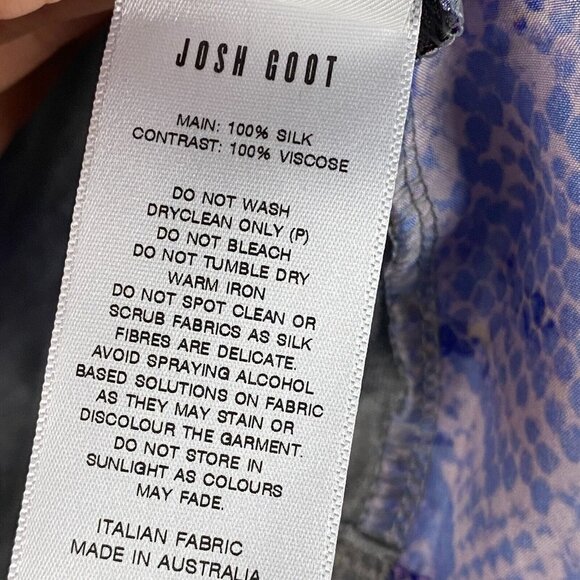 JOSH GOOT
MAIN: 100% SILK
CONTRAST: 100% VISCOSE
DO NOT WASH
DRYCLEAN ONLY (P)
DO NOT BLEACH
DO NOT TUMBLE DRY
WARM IRON
DO NOT SPOT CLEAN OR
SCRUB FABRICS AS SILK
FIBRES ARE DELICATE.
AVOID SPRAYING ALCOHOL
BASED SOLUTIONS ON FABRIC
AS THEY MAY STAIN OR
DISCOLOUR THE GARMENT.
DO NOT STORE IN
SUNLIGHT AS COLOURS
MAY FADE.
ITALIAN FABRIC
MADE IN AUSTRALIA